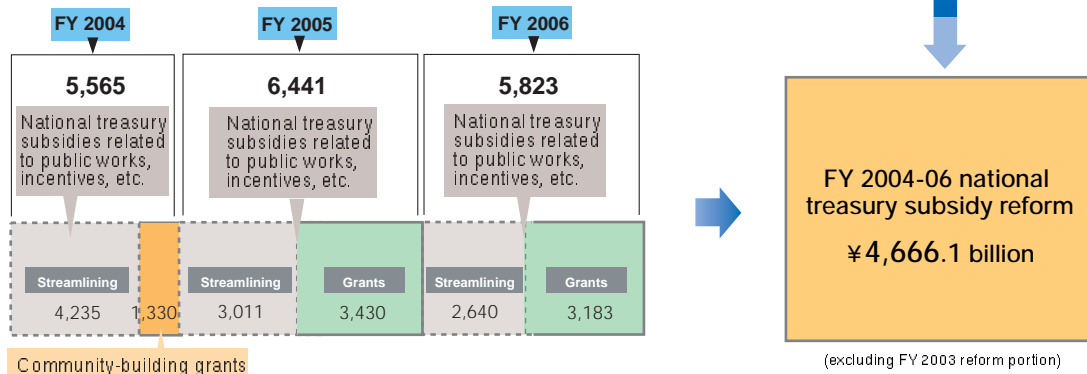 FY 2004
FY 2005
FY 2006
5,565
6,441
5,823
National treasury
subsidies related
to public works,
incentives, etc.
National treasury
subsidies related
to public works,
incentives, etc.
National treasury
subsidies related
to public works,
incentives, etc.
Streamlining
Streamlining
Grants
Streamlining
Grants
4,235
1,330
3,011
3,430
2,640
3,183
Community-building grants
FY 2004-06 national
treasury subsidy reform
¥4,666.1 billion
(excluding FY 2003 reform portion)